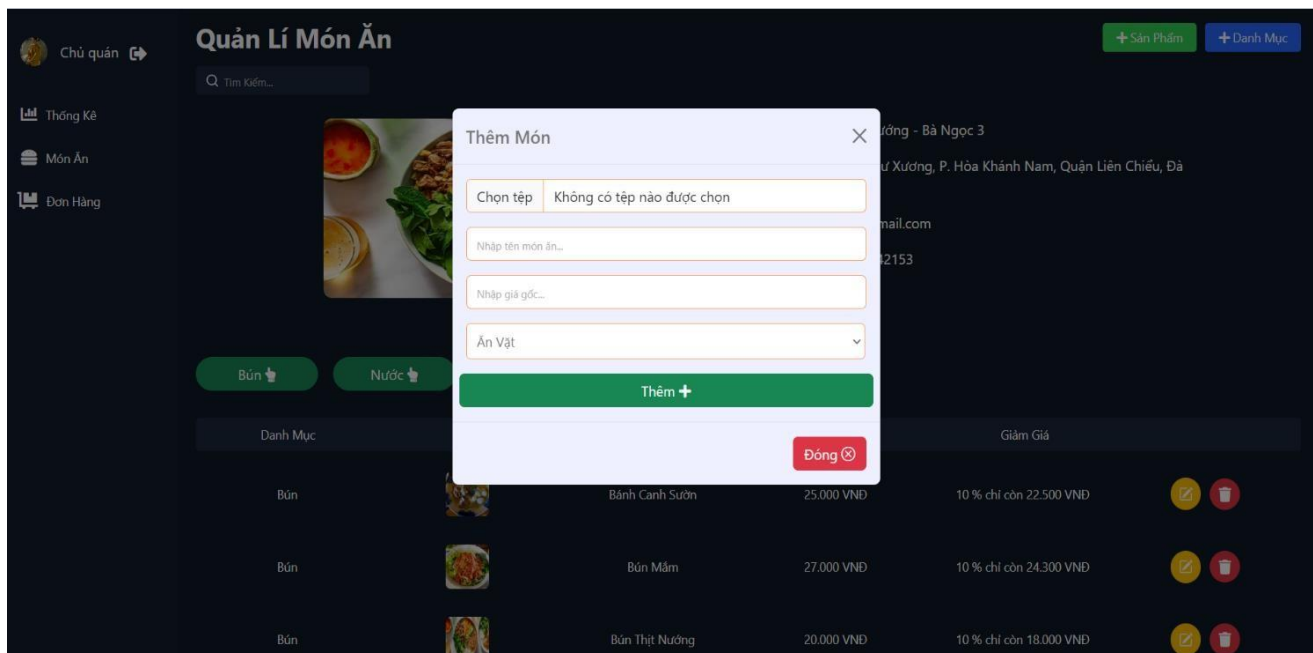 Chủ quán
Thống Kê
Món Ăn
Đơn Hàng
Quản Lí Món Ăn
Tìm Kiếm...
Sản Phẩm
Danh Mục
Bà Ngọc 3
Xương, P. Hòa Khánh Nam, Quận Liên Chiểu, Đà
mail.com
Thêm Món
Chọn tệp Không có tệp nào được chọn
Nhập tên món ăn...
Nhập giá gốc...
Ăn Vặt
Thêm
Đóng
Bún
Nước
Danh Mục Giảm Giá
Bún Bánh Canh Sườn 25.000 VNĐ 10 % chỉ còn 22.500 VNĐ
Bún Bún Mắm 27.000 VNĐ 10 % chỉ còn 24.300 VNĐ
Bún Bún Thịt Nướng 20.000 VNĐ 10 % chỉ còn 18.000 VNĐ